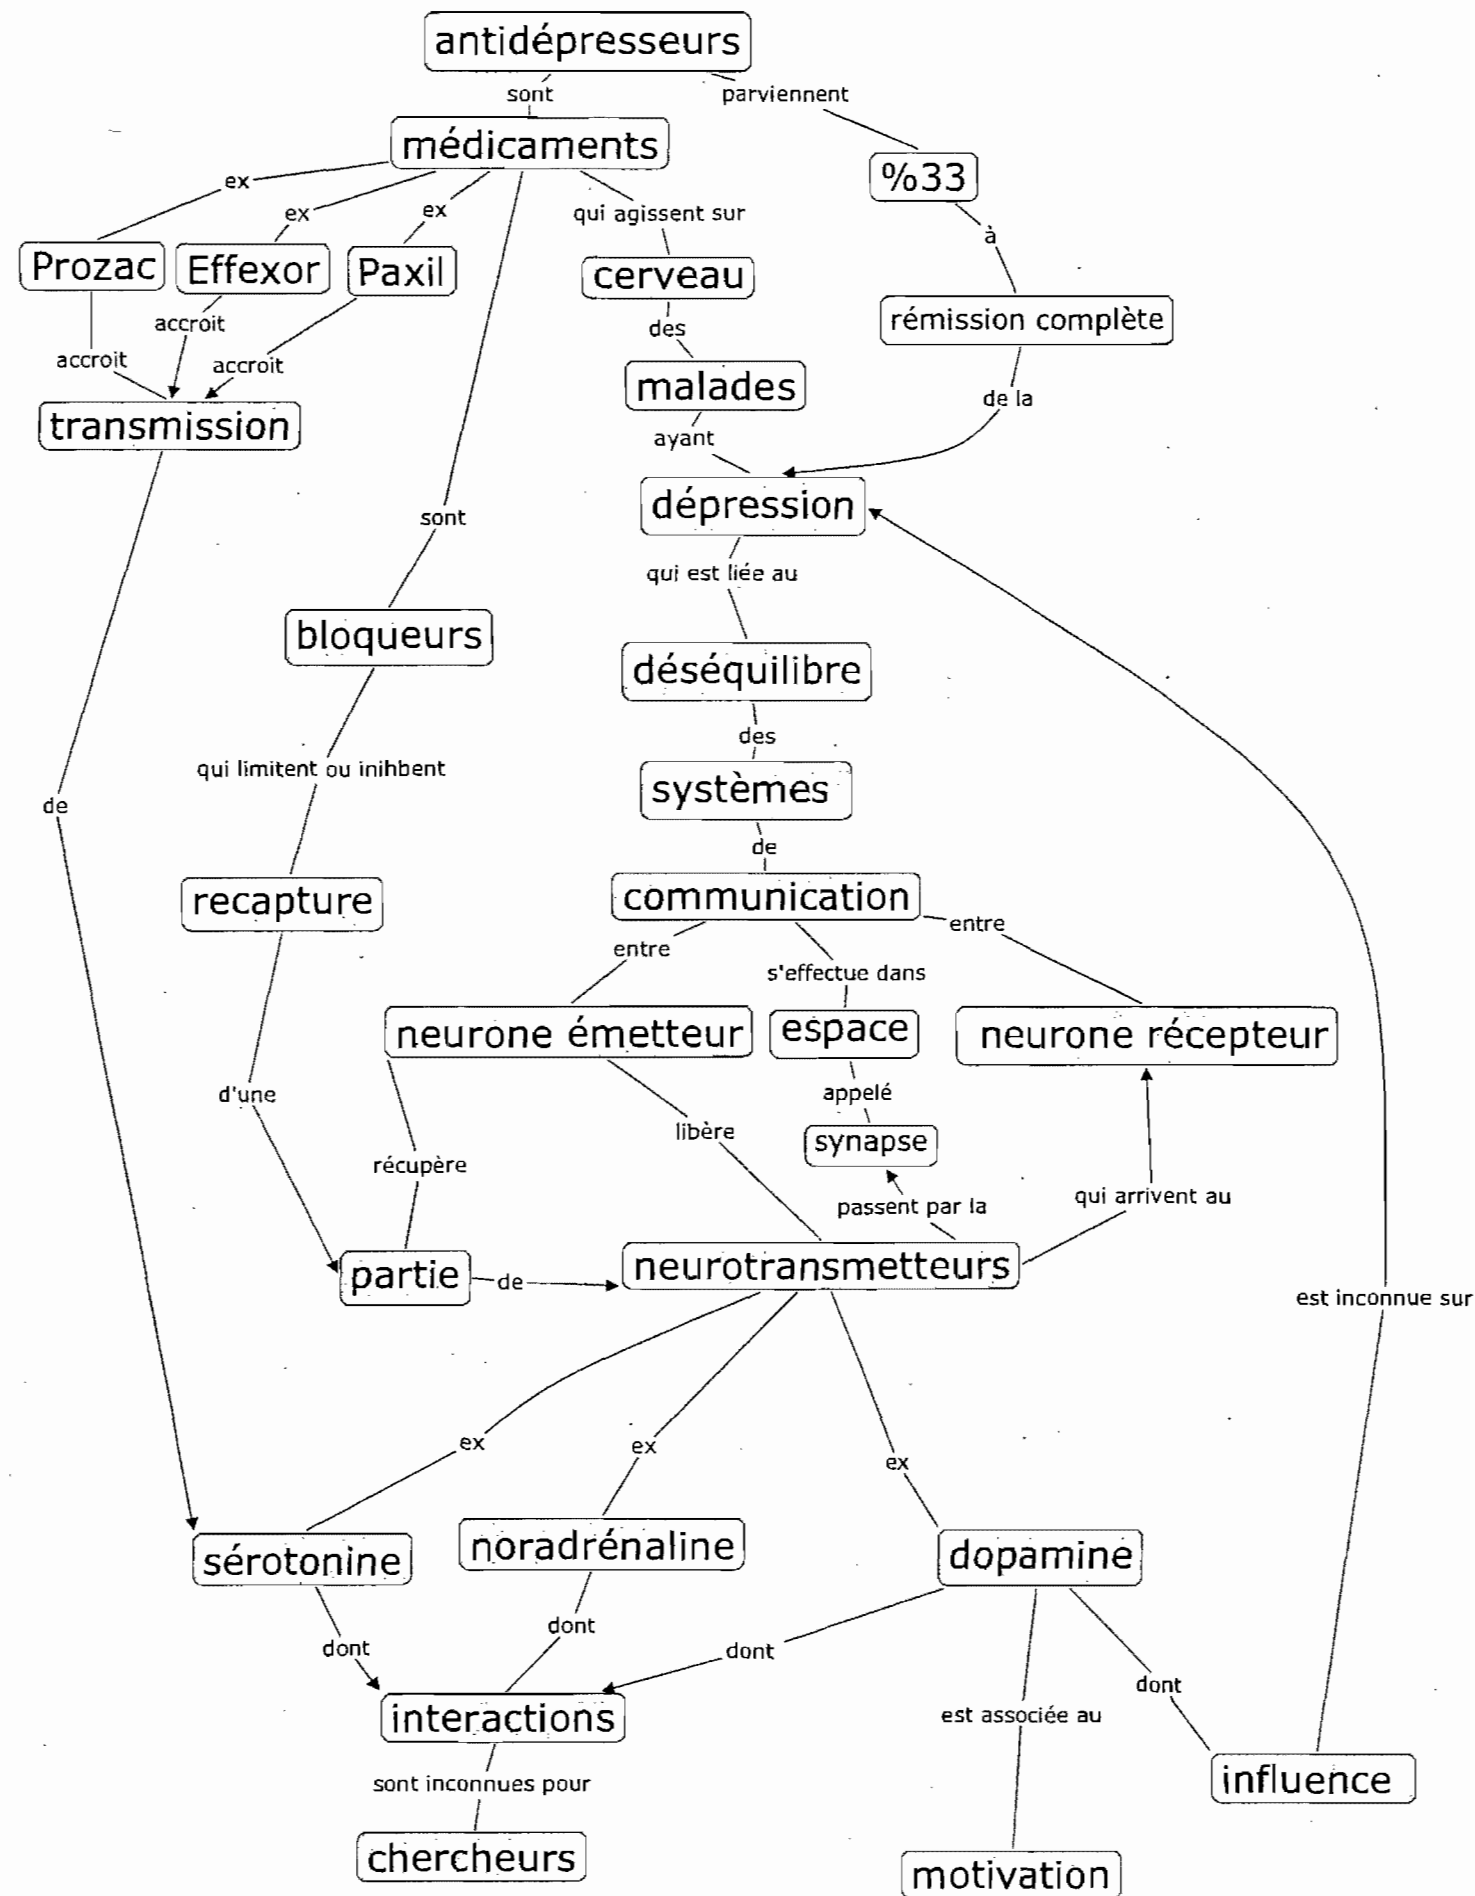 antidépresseurs
sont
parviennent
médicaments
%33
ex
ex
ex
qui agissent sur
à
Prozac
Effexor
Paxil
cerveau
accroit
accroit
accroit
des
rémission complète
transmission
malades
de la
ayant
dépression
sont
qui est liée au
bloqueurs
déséquilibre
des
qui limitent ou inihbent
systèmes
de
de
recapture
communication
entre
s'effectue dans
entre
neurone émetteur
espace
neurone récepteur
d'une
appelé
récupère
libère
synapse
passent par la
qui arrivent au
partie
de
neurotransmetteurs
est inconnue sur
ex
ex
ex
sérotonine
noradrénaline
dopamine
dont
dont
dont
dont
interactions
est associée au
sont inconnues pour
influence
chercheurs
motivation